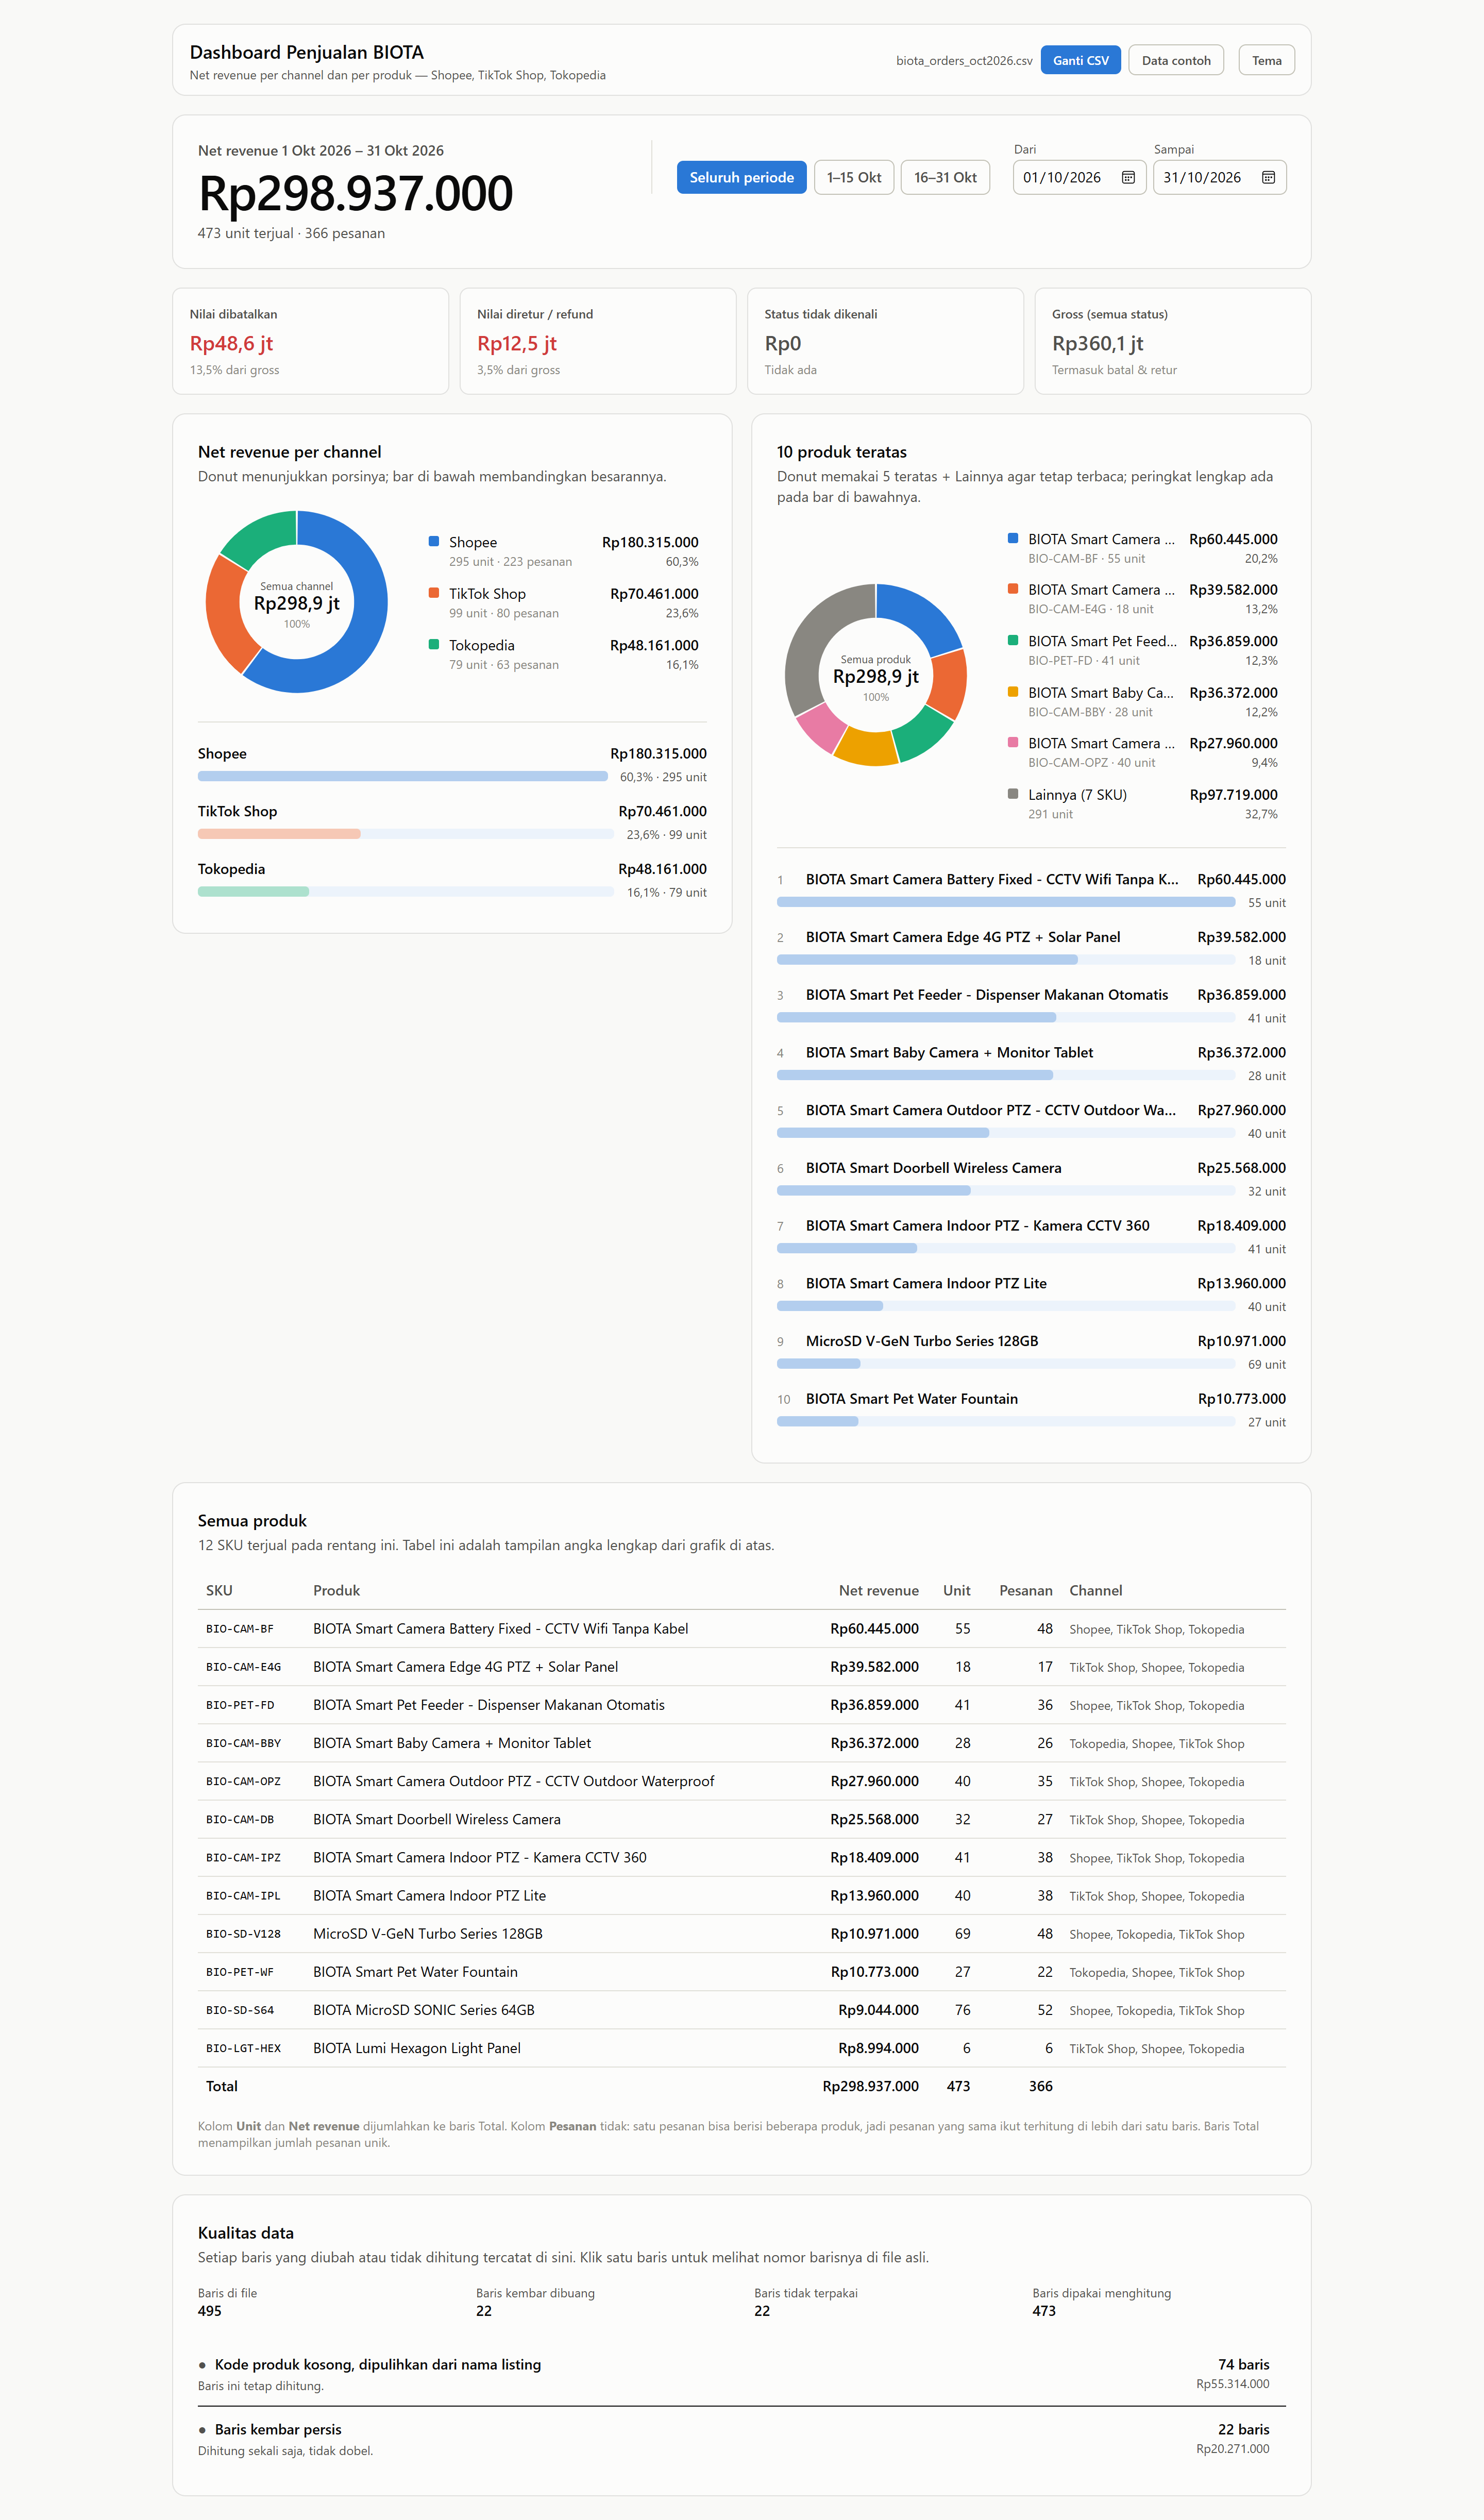 Dashboard Penjualan BIOTA
Net revenue per channel dan per produk — Shopee, TikTok Shop, Tokopedia
biota_orders_oct2026.csv
Ganti CSV
Data contoh
Tema
Net revenue 1 Okt 2026 – 31 Okt 2026
Rp298.937.000
473 unit terjual · 366 pesanan
Seluruh periode
1–15 Okt
16–31 Okt
Dari
01/10/2026
Sampai
31/10/2026
Nilai dibatalkan
Rp48,6 jt
13,5% dari gross
Nilai diretur / refund
Rp12,5 jt
3,5% dari gross
Status tidak dikenali
Rp0
Tidak ada
Gross (semua status)
Rp360,1 jt
Termasuk batal & retur
Net revenue per channel
Donut menunjukkan porsinya; bar di bawah membandingkan besarannya.
Semua channel
Rp298,9 jt
100%
Shopee Rp180.315.000
295 unit · 223 pesanan 60,3%
TikTok Shop Rp70.461.000
99 unit · 80 pesanan 23,6%
Tokopedia Rp48.161.000
79 unit · 63 pesanan 16,1%
Shopee Rp180.315.000
60,3% · 295 unit
TikTok Shop Rp70.461.000
23,6% · 99 unit
Tokopedia Rp48.161.000
16,1% · 79 unit
10 produk teratas
Donut memakai 5 teratas + Lainnya agar tetap terbaca; peringkat lengkap ada
pada bar di bawahnya.
Semua produk
Rp298,9 jt
100%
BIOTA Smart Camera ... Rp60.445.000
BIO-CAM-BF · 55 unit 20,2%
BIOTA Smart Camera ... Rp39.582.000
BIO-CAM-E4G · 18 unit 13,2%
BIOTA Smart Pet Feed... Rp36.859.000
BIO-PET-FD · 41 unit 12,3%
BIOTA Smart Baby Ca... Rp36.372.000
BIO-CAM-BBY · 28 unit 12,2%
BIOTA Smart Camera ... Rp27.960.000
BIO-CAM-OPZ · 40 unit 9,4%
Lainnya (7 SKU) Rp97.719.000
291 unit 32,7%
1 BIOTA Smart Camera Battery Fixed - CCTV Wifi Tanpa K... Rp60.445.000
55 unit
2 BIOTA Smart Camera Edge 4G PTZ + Solar Panel Rp39.582.000
18 unit
3 BIOTA Smart Pet Feeder - Dispenser Makanan Otomatis Rp36.859.000
41 unit
4 BIOTA Smart Baby Camera + Monitor Tablet Rp36.372.000
28 unit
5 BIOTA Smart Camera Outdoor PTZ - CCTV Outdoor Wa... Rp27.960.000
40 unit
6 BIOTA Smart Doorbell Wireless Camera Rp25.568.000
32 unit
7 BIOTA Smart Camera Indoor PTZ - Kamera CCTV 360 Rp18.409.000
41 unit
8 BIOTA Smart Camera Indoor PTZ Lite Rp13.960.000
40 unit
9 MicroSD V-GeN Turbo Series 128GB Rp10.971.000
69 unit
10 BIOTA Smart Pet Water Fountain Rp10.773.000
27 unit
Semua produk
12 SKU terjual pada rentang ini. Tabel ini adalah tampilan angka lengkap dari grafik di atas.
SKU Produk Net revenue Unit Pesanan Channel
BIO-CAM-BF BIOTA Smart Camera Battery Fixed - CCTV Wifi Tanpa Kabel Rp60.445.000 55 48 Shopee, TikTok Shop, Tokopedia
BIO-CAM-E4G BIOTA Smart Camera Edge 4G PTZ + Solar Panel Rp39.582.000 18 17 TikTok Shop, Shopee, Tokopedia
BIO-PET-FD BIOTA Smart Pet Feeder - Dispenser Makanan Otomatis Rp36.859.000 41 36 Shopee, TikTok Shop, Tokopedia
BIO-CAM-BBY BIOTA Smart Baby Camera + Monitor Tablet Rp36.372.000 28 26 Tokopedia, Shopee, TikTok Shop
BIO-CAM-OPZ BIOTA Smart Camera Outdoor PTZ - CCTV Outdoor Waterproof Rp27.960.000 40 35 TikTok Shop, Shopee, Tokopedia
BIO-CAM-DB BIOTA Smart Doorbell Wireless Camera Rp25.568.000 32 27 TikTok Shop, Shopee, Tokopedia
BIO-CAM-IPZ BIOTA Smart Camera Indoor PTZ - Kamera CCTV 360 Rp18.409.000 41 38 Shopee, TikTok Shop, Tokopedia
BIO-CAM-IPL BIOTA Smart Camera Indoor PTZ Lite Rp13.960.000 40 38 TikTok Shop, Shopee, Tokopedia
BIO-SD-V128 MicroSD V-GeN Turbo Series 128GB Rp10.971.000 69 48 Shopee, Tokopedia, TikTok Shop
BIO-PET-WF BIOTA Smart Pet Water Fountain Rp10.773.000 27 22 Tokopedia, Shopee, TikTok Shop
BIO-SD-S64 BIOTA MicroSD SONIC Series 64GB Rp9.044.000 76 52 Shopee, Tokopedia, TikTok Shop
BIO-LGT-HEX BIOTA Lumi Hexagon Light Panel Rp8.994.000 6 6 TikTok Shop, Shopee, Tokopedia
Total Rp298.937.000 473 366
Kolom Unit dan Net revenue dijumlahkan ke baris Total. Kolom Pesanan tidak: satu pesanan bisa berisi beberapa produk, jadi pesanan yang sama ikut terhitung di lebih dari satu baris. Baris Total
menampilkan jumlah pesanan unik.
Kualitas data
Setiap baris yang diubah atau tidak dihitung tercatat di sini. Klik satu baris untuk melihat nomor barisnya di file asli.
Baris di file
495
Baris kembar dibuang
22
Baris tidak terpakai
22
Baris dipakai menghitung
473
Kode produk kosong, dipulihkan dari nama listing 74 baris
Baris ini tetap dihitung. Rp55.314.000
Baris kembar persis 22 baris
Dihitung sekali saja, tidak dobel. Rp20.271.000